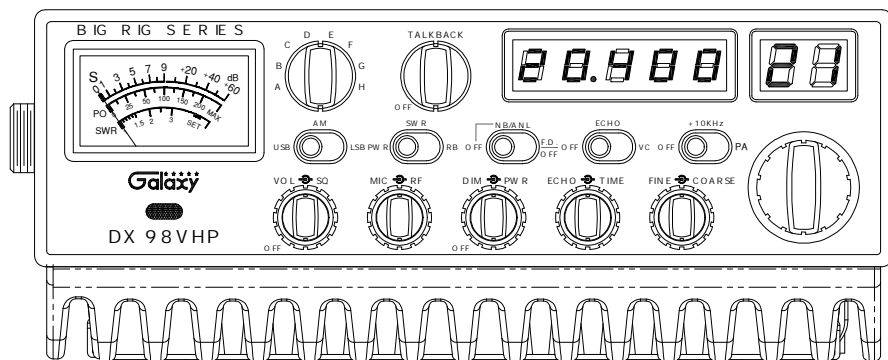 BIG RIG SERIES
S 0 1 3 5 7 9 +20 +40 +60 dB
PO 25 50 100 150 200 MAX
SWR 1.5 2 3 SET
A B C D E F G H
TALKBACK
OFF
20.400
21
AM
USB LSB
SWR
PWR RB
NB/ANL
OFF F.D. OFF
ECHO
OFF VC
+10KHz
OFF PA
Galaxy
DX 98VHP
VOL SQ
OFF
MIC RF
DIM PWR
OFF
ECHO TIME
FINE COARSE